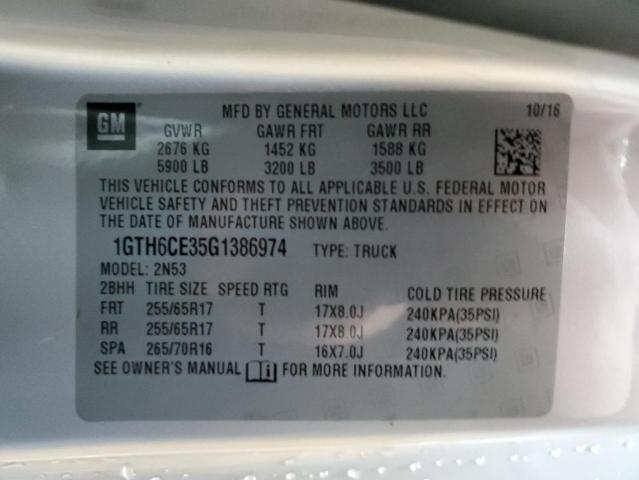 MFD BY GENERAL MOTORS LLC 10/16
GM
GVWR GAWR FRT GAWR RR
2676 KG 1452 KG 1588 KG
5900 LB 3200 LB 3500 LB
THIS VEHICLE CONFORMS TO ALL APPLICABLE U.S. FEDERAL MOTOR
VEHICLE SAFETY AND THEFT PREVENTION STANDARDS IN EFFECT ON
THE DATE OF MANUFACTURE SHOWN ABOVE.
1GTH6CE35G1386974 TYPE: TRUCK
MODEL: 2N53
2BHH TIRE SIZE SPEED RTG RIM COLD TIRE PRESSURE
FRT 255/65R17 T 17X8.0J 240KPA(35PSI)
RR 255/65R17 T 17X8.0J 240KPA(35PSI)
SPA 265/70R16 T 16X7.0J 240KPA(35PSI)
SEE OWNER'S MANUAL FOR MORE INFORMATION.